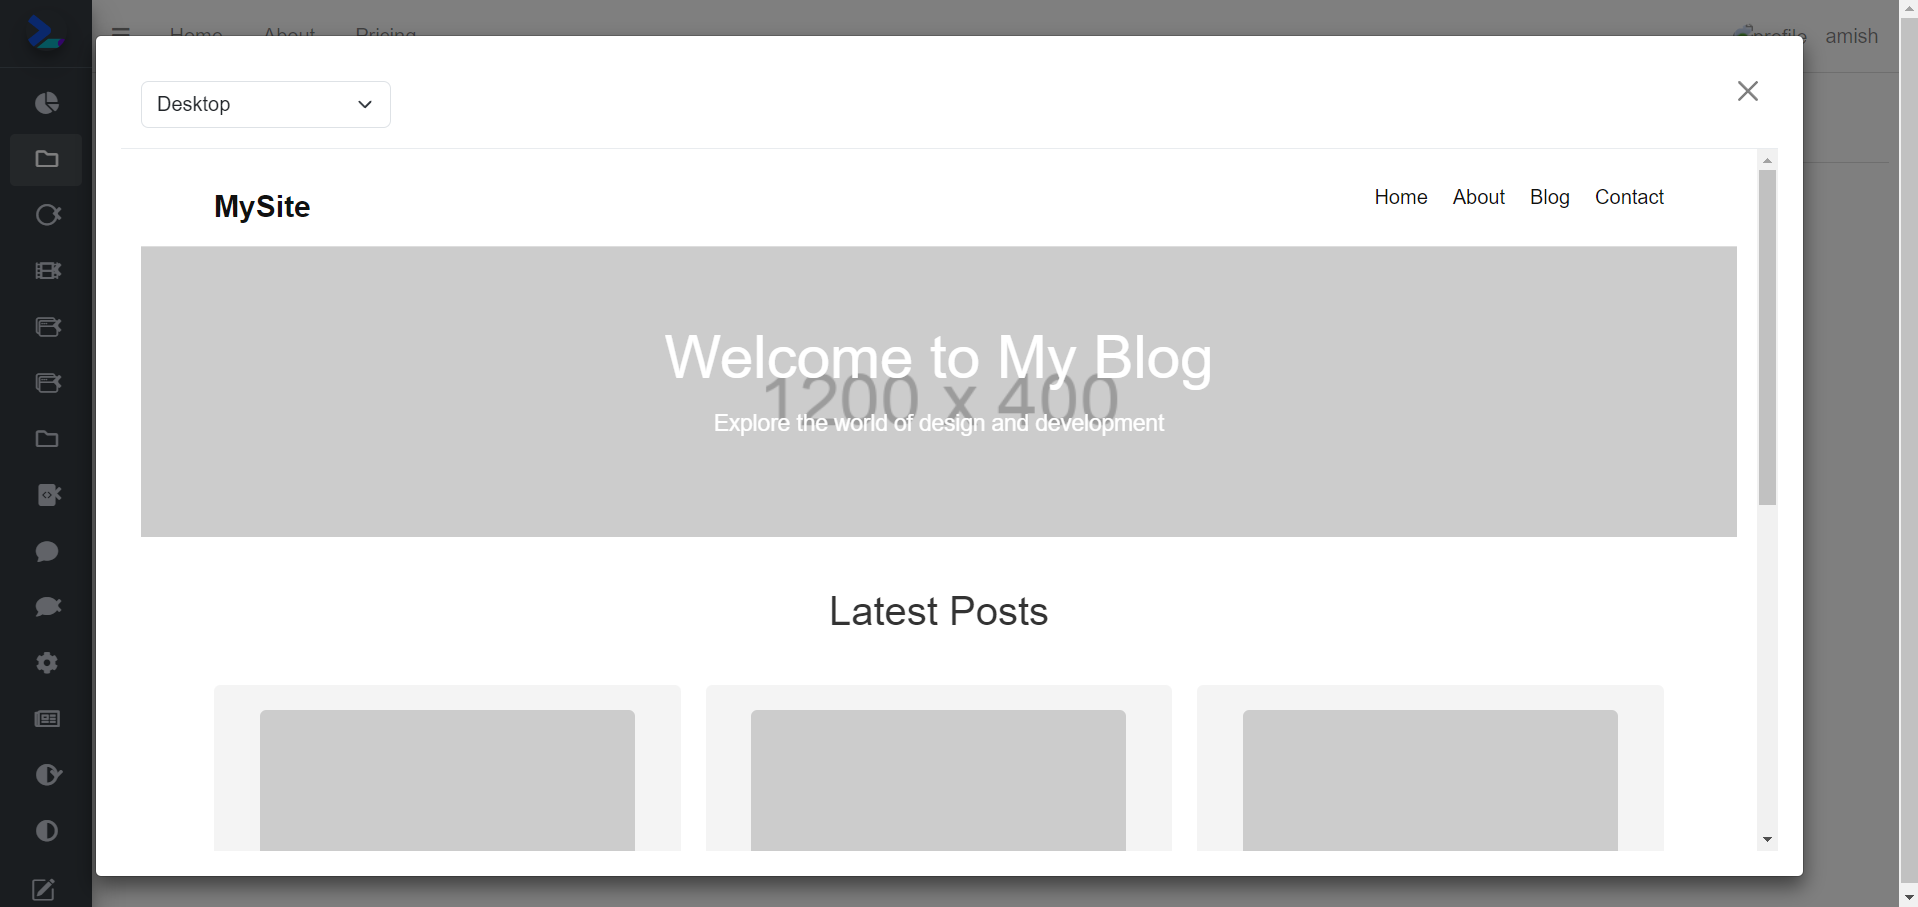 Home About Pricing
profile amish
Desktop
MySite
Home About Blog Contact
Welcome to My Blog
1200 x 400
Explore the world of design and development
Latest Posts